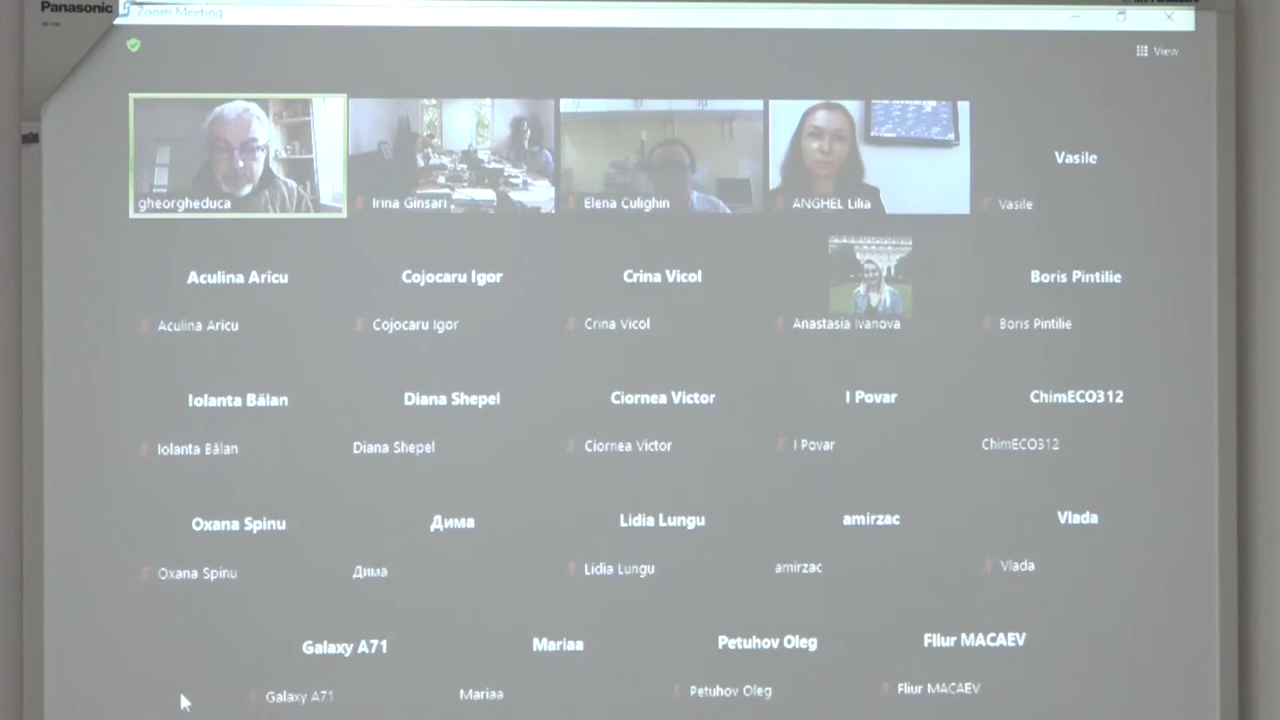 Panasonic
Zoom Meeting
View
gheorgheduca
Irina Ginsari
Elena Culighin
ANGHEL Lilia
Vasile
Vasile
Aculina Aricu
Cojocaru Igor
Crina Vicol
Boris Pintilie
Aculina Aricu
Cojocaru Igor
Crina Vicol
Anastasia Ivanova
Boris Pintilie
Iolanta Bălan
Diana Shepel
Ciornea Victor
I Povar
ChimECO312
Iolanta Bălan
Diana Shepel
Ciornea Victor
I Povar
ChimECO312
Oxana Spinu
Дима
Lidia Lungu
amirzac
Vlada
Oxana Spinu
Дима
Lidia Lungu
amirzac
Vlada
Galaxy A71
Mariaa
Petuhov Oleg
Fliur MACAEV
Galaxy A71
Mariaa
Petuhov Oleg
Fliur MACAEV